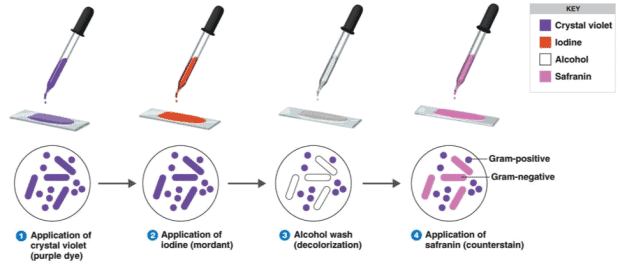 KEY
Crystal violet
Iodine
Alcohol
Safranin
Gram-positive
Gram-negative
1 Application of
crystal violet
(purple dye)
2 Application of
iodine (mordant)
3 Alcohol wash
(decolorization)
4 Application of
safranin (counterstain)